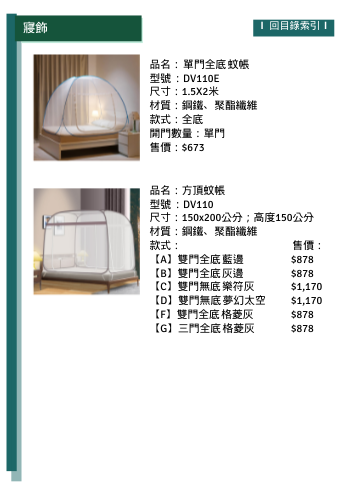 寢飾
I 回目錄索引 I
品名：單門全底 蚊帳
型號：DV110E
尺寸：1.5X2米
材質：鋼鐵、聚酯纖維
款式：全底
開門數量：單門
售價：$673
品名：方頂蚊帳
型號：DV110
尺寸：150x200公分；高度150公分
材質：鋼鐵、聚酯纖維
款式： 售價：
【A】雙門全底 藍邊 $878
【B】雙門全底 灰邊 $878
【C】雙門無底 樂符灰 $1,170
【D】雙門無底 夢幻太空 $1,170
【F】雙門全底 格菱灰 $878
【G】三門全底 格菱灰 $878